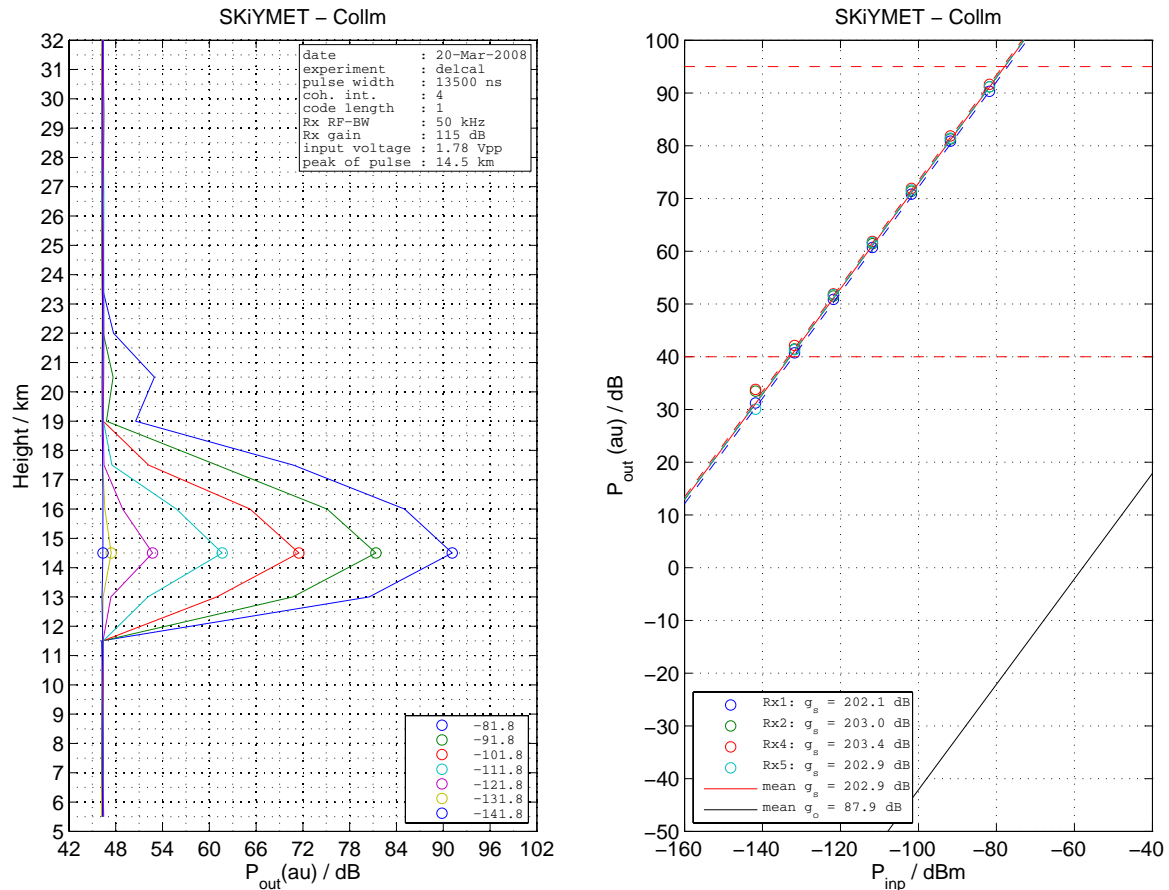 SKiYMET – Collm
32
31
30
29
28
27
26
25
24
23
22
21
20
19
18
17
16
15
14
13
12
11
10
9
8
7
6
5
Height / km
date : 20-Mar-2008
experiment : delcal
pulse width : 13500 ns
coh. int. : 4
code length : 1
Rx RF-BW : 50 kHz
Rx gain : 115 dB
input voltage : 1.78 Vpp
peak of pulse : 14.5 km
-81.8
-91.8
-101.8
-111.8
-121.8
-131.8
-141.8
42 48 54 60 66 72 78 84 90 96 102
P_out(au) / dB
SKiYMET – Collm
100
90
80
70
60
50
40
30
20
10
0
−10
−20
−30
−40
−50
P_out (au) / dB
Rx1: g_s = 202.1 dB
Rx2: g_s = 203.0 dB
Rx4: g_s = 203.4 dB
Rx5: g_s = 202.9 dB
mean g_s = 202.9 dB
mean g_o = 87.9 dB
−160 −140 −120 −100 −80 −60 −40
P_inp / dBm